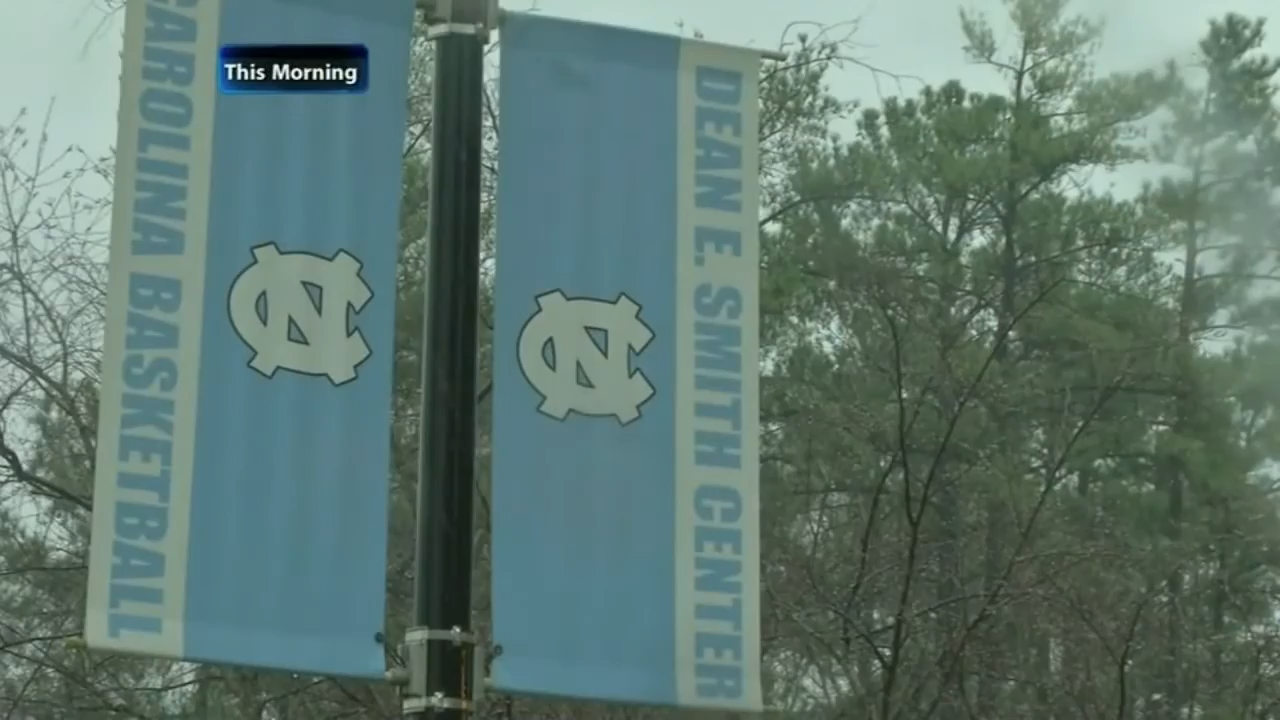 This Morning
CAROLINA BASKETBALL
NC
NC
DEAN E. SMITH CENTER